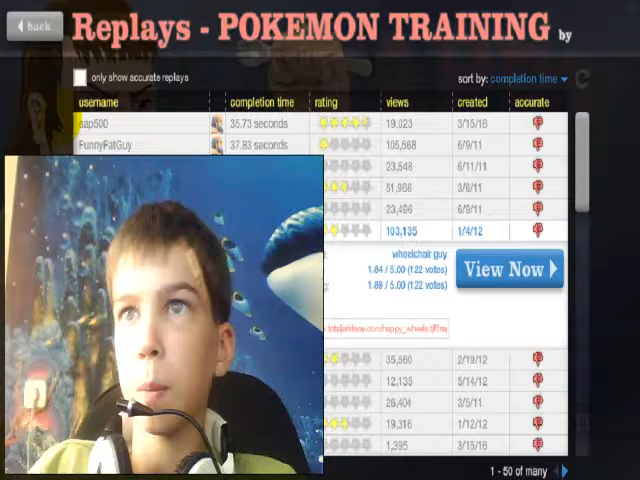 back
Replays - POKEMON TRAINING by
only show accurate replays
sort by: completion time
username completion time rating views created accurate
aap500 35.73 seconds 19,023 3/15/16
FunnyFatGuy 37.83 seconds 105,568 6/9/11
23,548 6/11/11
51,966 3/6/11
23,496 6/9/11
103,135 1/4/12
wheelchair guy
1.84 / 5.00 (122 votes)
1.89 / 5.00 (122 votes)
View Now
35,560 2/19/12
12,135 5/14/12
26,404 3/5/11
19,316 1/12/12
1,395 3/15/16
1 - 50 of many